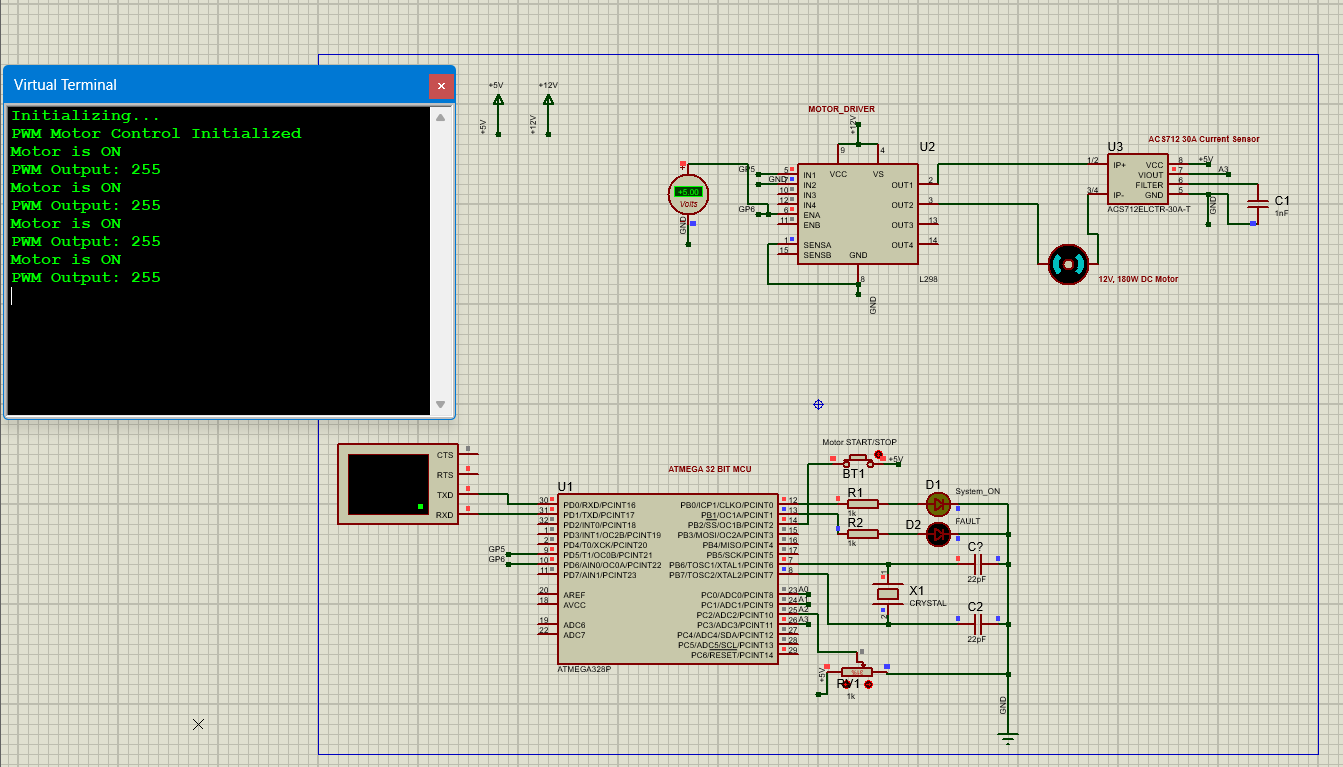 Virtual Terminal
Initializing...
PWM Motor Control Initialized
Motor is ON
PWM Output: 255
Motor is ON
PWM Output: 255
Motor is ON
PWM Output: 255
Motor is ON
PWM Output: 255
+5V
+12V
+5V
+12V
MOTOR_DRIVER
+12V
U2
9
4
VCC
VS
GP5
GND
GP6
5
7
10
12
6
11
1
15
IN1
IN2
IN3
IN4
ENA
ENB
SENSA
SENSB
GND
8
OUT1
OUT2
OUT3
OUT4
2
3
13
14
L298
GND
+5.00
Volts
GND
ACS712 30A Current Sensor
U3
1/2
IP+
3/4
IP-
VCC
VIOUT
FILTER
GND
8
7
6
5
+5V
A3
GND
ACS712ELCTR-30A-T
C1
1nF
12V, 180W DC Motor
CTS
RTS
TXD
RXD
ATMEGA 32 BIT MCU
U1
30
PD0/RXD/PCINT16
31
PD1/TXD/PCINT17
32
PD2/INT0/PCINT18
1
PD3/INT1/OC2B/PCINT19
2
PD4/T0/XCK/PCINT20
GP5
9
PD5/T1/OC0B/PCINT21
GP6
10
PD6/AIN0/OC0A/PCINT22
11
PD7/AIN1/PCINT23
20
AREF
18
AVCC
19
ADC6
22
ADC7
PB0/ICP1/CLKO/PCINT0
12
PB1/OC1A/PCINT1
13
PB2/SS/OC1B/PCINT2
14
PB3/MOSI/OC2A/PCINT3
15
PB4/MISO/PCINT4
16
PB5/SCK/PCINT5
17
PB6/TOSC1/XTAL1/PCINT6
7
PB7/TOSC2/XTAL2/PCINT7
8
PC0/ADC0/PCINT8
23
A0
PC1/ADC1/PCINT9
24
PC2/ADC2/PCINT10
25
A2
PC3/ADC3/PCINT11
26
A3
PC4/ADC4/SDA/PCINT12
27
PC5/ADC5/SCL/PCINT13
28
PC6/RESET/PCINT14
29
ATMEGA328P
Motor START/STOP
+5V
BT1
R1
1k
R2
1k
D1
System_ON
D2
FAULT
C?
22pF
X1
CRYSTAL
1
2
C2
22pF
+5V
RV1
1k
GND